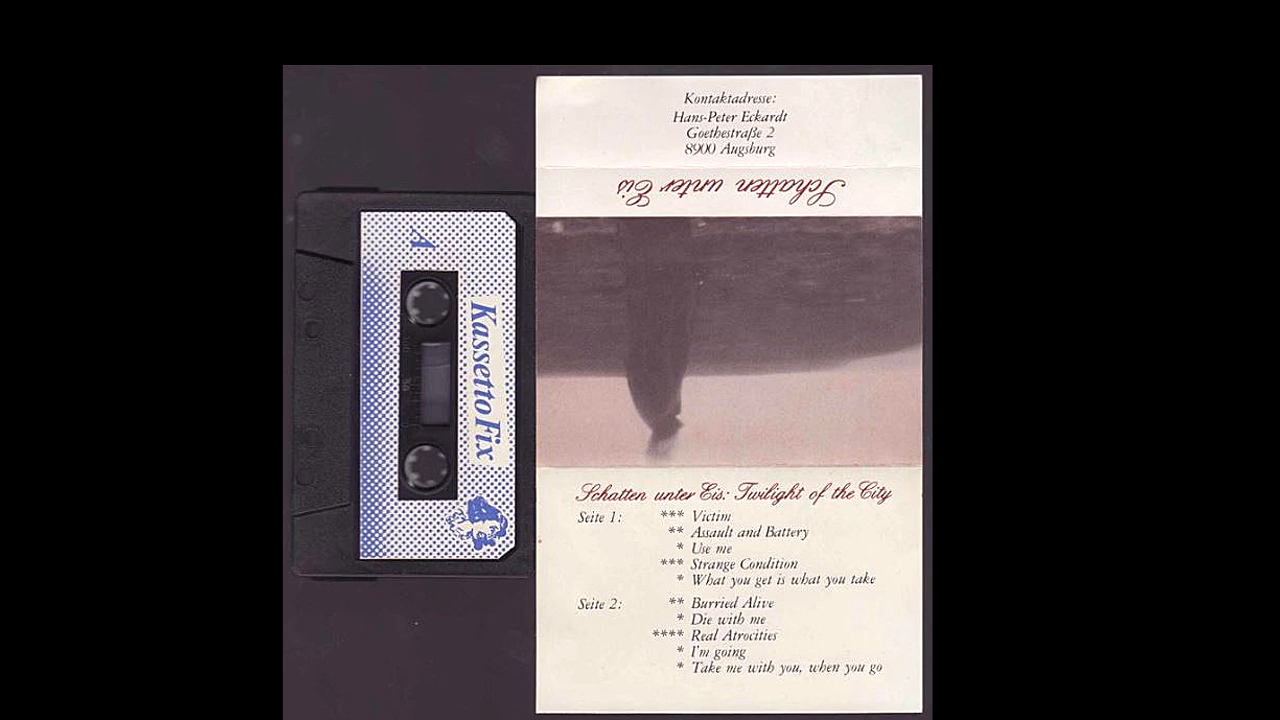 Kontaktadresse:
Hans-Peter Eckardt
Goethestraße 2
8900 Augsburg
Schatten unter Eis
A
Kassetto Fix
Schatten unter Eis: Twilight of the City
Seite 1: *** Victim
** Assault and Battery
* Use me
*** Strange Condition
* What you get is what you take
Seite 2: ** Burried Alive
* Die with me
**** Real Atrocities
* I'm going
* Take me with you, when you go